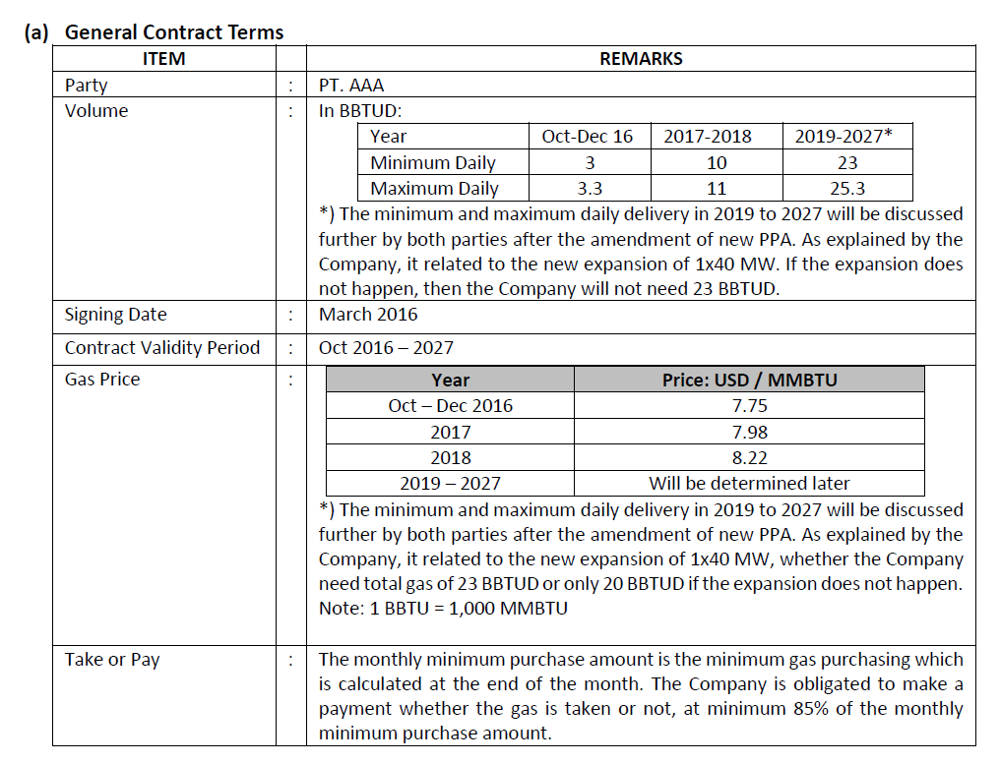 (a) General Contract Terms
ITEM REMARKS
Party : PT. AAA
Volume : In BBTUD:
Year Oct-Dec 16 2017-2018 2019-2027*
Minimum Daily 3 10 23
Maximum Daily 3.3 11 25.3
*) The minimum and maximum daily delivery in 2019 to 2027 will be discussed
further by both parties after the amendment of new PPA. As explained by the
Company, it related to the new expansion of 1x40 MW. If the expansion does
not happen, then the Company will not need 23 BBTUD.
Signing Date : March 2016
Contract Validity Period : Oct 2016 – 2027
Gas Price :
Year Price: USD / MMBTU
Oct – Dec 2016 7.75
2017 7.98
2018 8.22
2019 – 2027 Will be determined later
*) The minimum and maximum daily delivery in 2019 to 2027 will be discussed
further by both parties after the amendment of new PPA. As explained by the
Company, it related to the new expansion of 1x40 MW, whether the Company
need total gas of 23 BBTUD or only 20 BBTUD if the expansion does not happen.
Note: 1 BBTU = 1,000 MMBTU
Take or Pay : The monthly minimum purchase amount is the minimum gas purchasing which
is calculated at the end of the month. The Company is obligated to make a
payment whether the gas is taken or not, at minimum 85% of the monthly
minimum purchase amount.